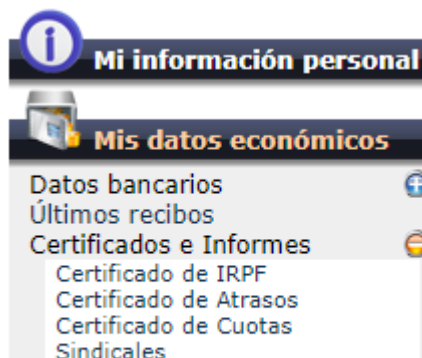 Mi información personal
Mis datos económicos
Datos bancarios
Últimos recibos
Certificados e Informes
Certificado de IRPF
Certificado de Atrasos
Certificado de Cuotas
Sindicales